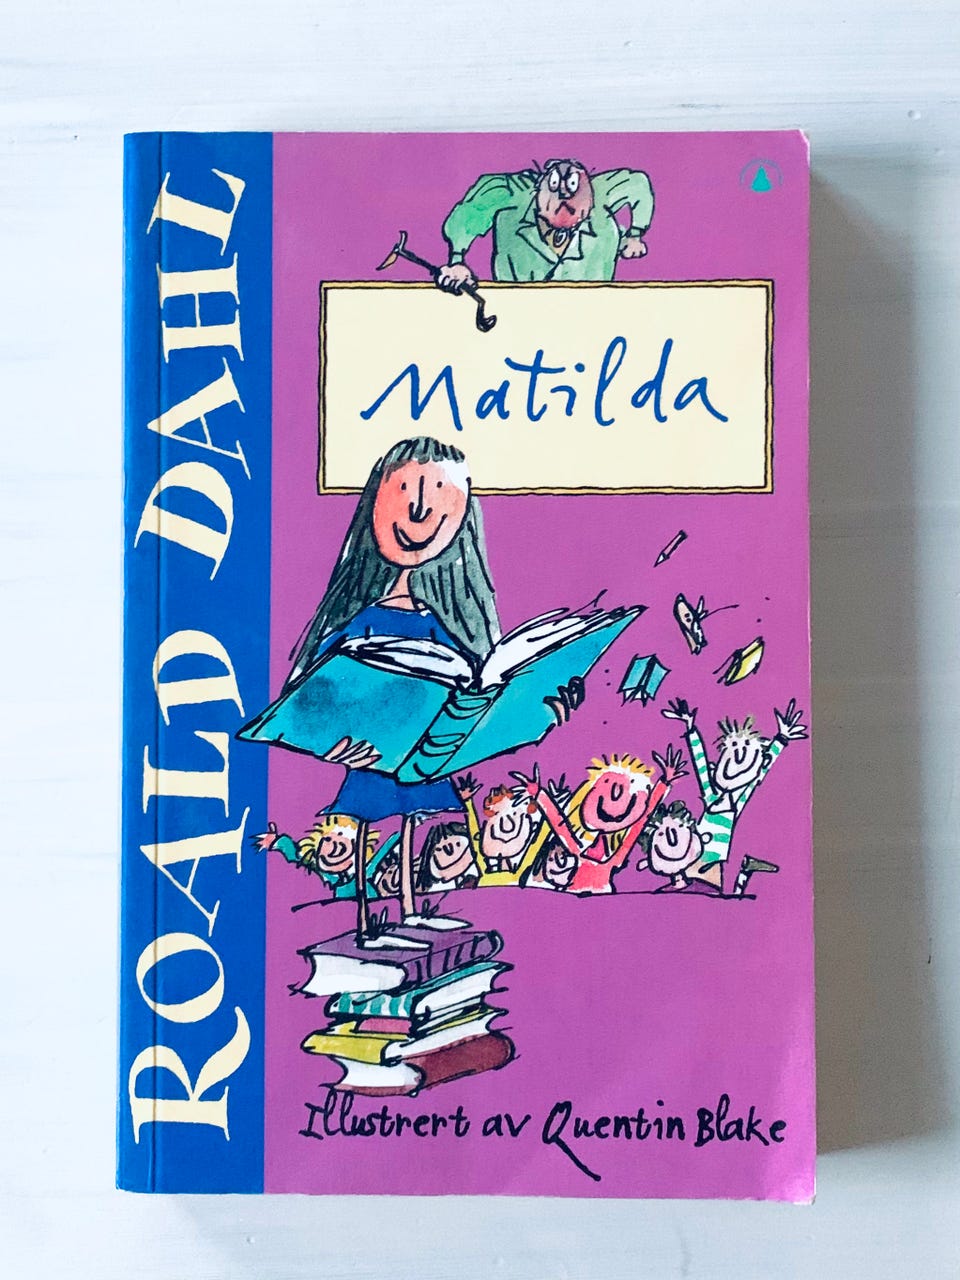 ROALD DAHL
Matilda
Illustrert av Quentin Blake